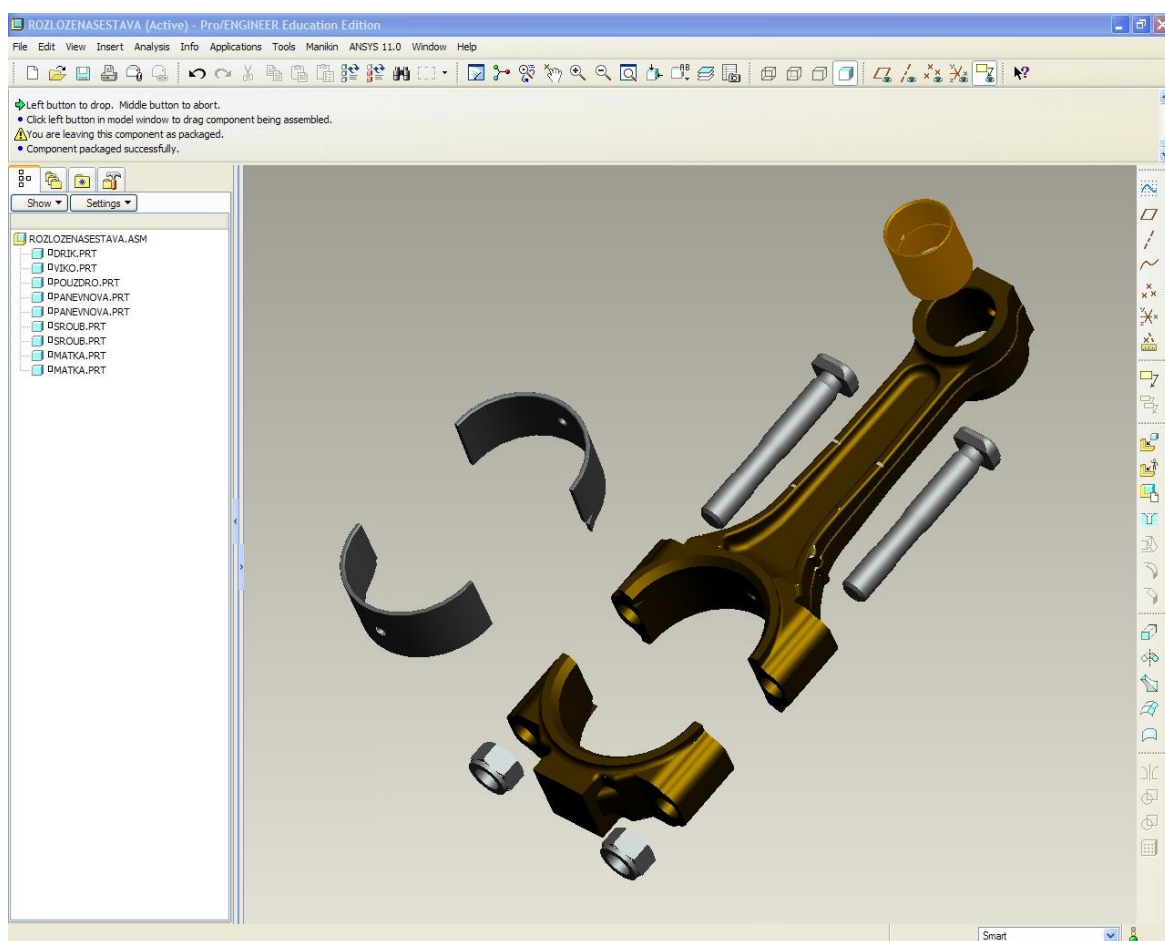 ROZLOZENASESTAVA (Active) - Pro/ENGINEER Education Edition
File Edit View Insert Analysis Info Applications Tools Manikin ANSYS 11.0 Window Help
Left button to drop. Middle button to abort.
Click left button in model window to drag component being assembled.
You are leaving this component as packaged.
Component packaged successfully.
Show Settings
ROZLOZENASESTAVA.ASM
DRIK.PRT
VIKO.PRT
POUZDRO.PRT
PANEVNOVA.PRT
PANEVNOVA.PRT
SROUB.PRT
SROUB.PRT
MATKA.PRT
MATKA.PRT
Smart